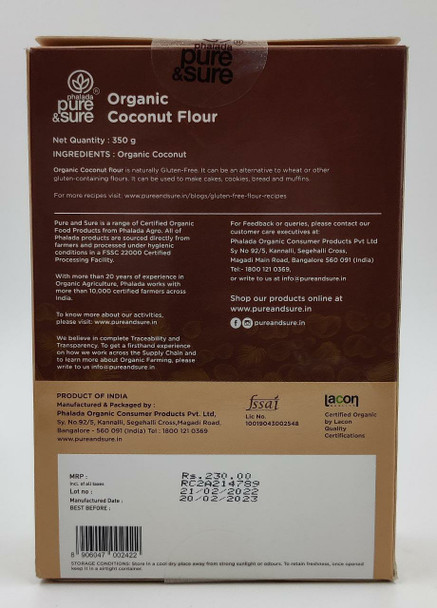 phalada
pure
&sure
phalada
pure
&sure
®
Organic
Coconut Flour
Net Quantity : 350 g
INGREDIENTS : Organic Coconut
Organic Coconut flour is naturally Gluten-Free. It can be an alternative to wheat or other
gluten-containing flours. It can be used to make cakes, cookies, bread and muffins.
For more recipes visit: www.pureandsure.in/blogs/gluten-free-flour-recipes
Pure and Sure is a range of Certified Organic
Food Products from Phalada Agro. All of
Phalada products are sourced directly from
farmers and processed under hygienic
conditions in a FSSC 22000 Certified
Processing Facility.
With more than 20 years of experience in
Organic Agriculture, Phalada works with
more than 10,000 certified farmers across
India.
To know more about our activities,
please visit: www.pureandsure.in
We believe in complete Traceability and
Transparency. To get a firsthand experience
on how we work across the Supply Chain and
to learn more about Organic Farming, please
write to us info@pureandsure.in
For Feedback or queries, please contact our
customer care executives at:
Phalada Organic Consumer Products Pvt Ltd
Sy No 92/5, Kannalli, Segehalli Cross,
Magadi Main Road, Bangalore 560 091 (India)
Tel:- 1800 121 0369,
or write to us at info@pureandsure.in
Shop our products online at
www.pureandsure.in
pureandsure.in
PRODUCT OF INDIA
Manufactured & Packaged by :
Phalada Organic Consumer Products Pvt. Ltd,
Sy. No.92/5, Kannalli, Segehalli Cross,Magadi Road.
Bangalore - 560 091 (India) Tel : 1800 121 0369
www.pureandsure.in
fssai
Lic No.
10019043002548
lacon
Certified Organic
by Lacon
Quality
Certifications
MRP : Rs.230.00
Incl. of all taxes
Lot no : RC2A214789
Manufactured Date : 21/02/2022
BEST BEFORE : 20/02/2023
8 906047 002422
STORAGE CONDITIONS: Store in a cool dry place away from strong sunlight or odours. To retain freshness, once opened
keep it in a airtight container.